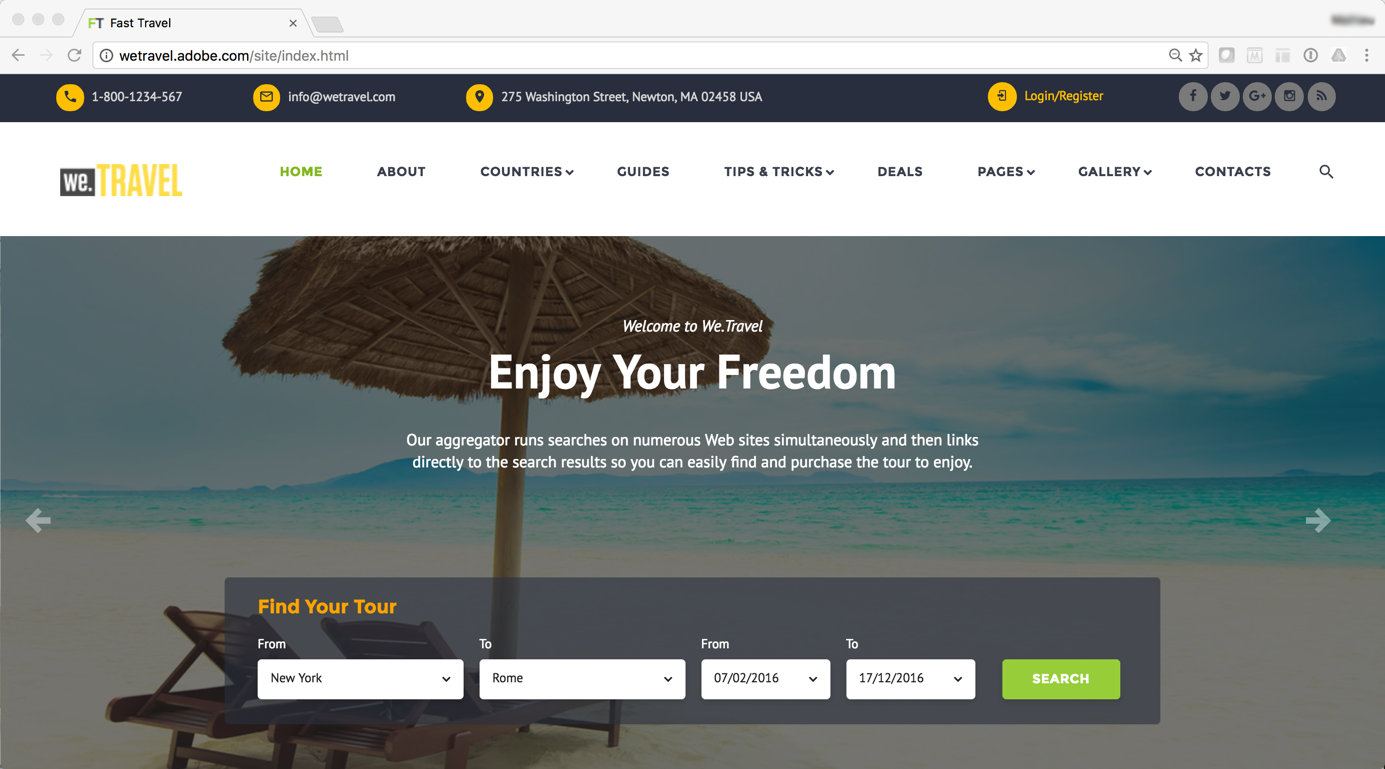 FT Fast Travel
wetravel.adobe.com/site/index.html
1-800-1234-567
info@wetravel.com
275 Washington Street, Newton, MA 02458 USA
Login/Register
we.TRAVEL
HOME
ABOUT
COUNTRIES
GUIDES
TIPS & TRICKS
DEALS
PAGES
GALLERY
CONTACTS
Welcome to We.Travel
Enjoy Your Freedom
Our aggregator runs searches on numerous Web sites simultaneously and then links
directly to the search results so you can easily find and purchase the tour to enjoy.
Find Your Tour
From
To
From
To
New York
Rome
07/02/2016
17/12/2016
SEARCH